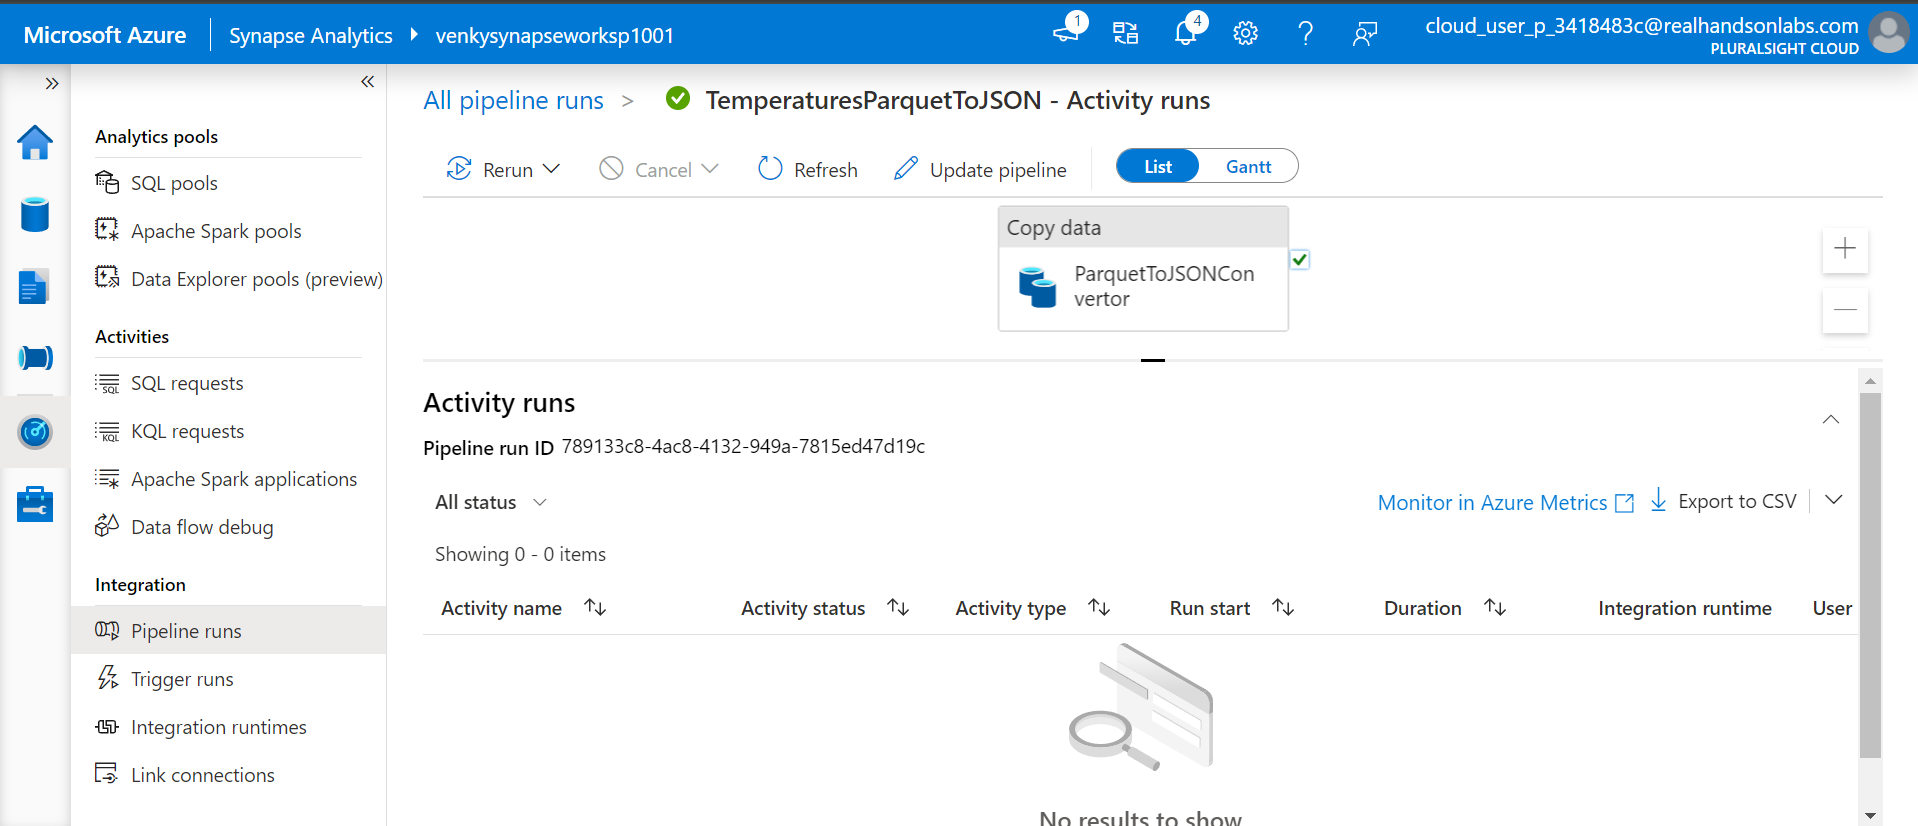 Microsoft Azure
Synapse Analytics
venkysynapseworksp1001
1
4
cloud_user_p_3418483c@realhandsonlabs.com
PLURALSIGHT CLOUD
Analytics pools
SQL pools
Apache Spark pools
Data Explorer pools (preview)
Activities
SQL requests
KQL requests
Apache Spark applications
Data flow debug
Integration
Pipeline runs
Trigger runs
Integration runtimes
Link connections
All pipeline runs > TemperaturesParquetToJSON - Activity runs
Rerun
Cancel
Refresh
Update pipeline
List
Gantt
Copy data
ParquetToJSONCon
vertor
Activity runs
Pipeline run ID 789133c8-4ac8-4132-949a-7815ed47d19c
All status
Monitor in Azure Metrics
Export to CSV
Showing 0 - 0 items
Activity name
Activity status
Activity type
Run start
Duration
Integration runtime
User
No results to show